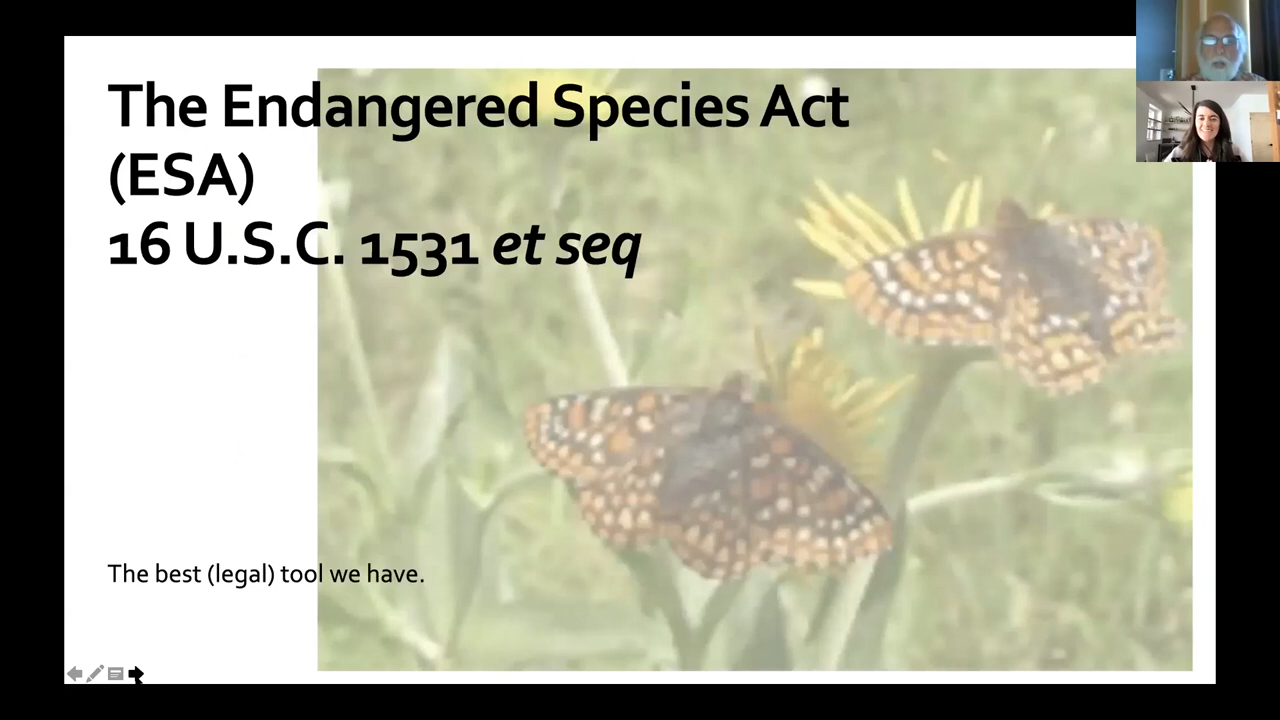 The Endangered Species Act
(ESA)
16 U.S.C. 1531 et seq
The best (legal) tool we have.